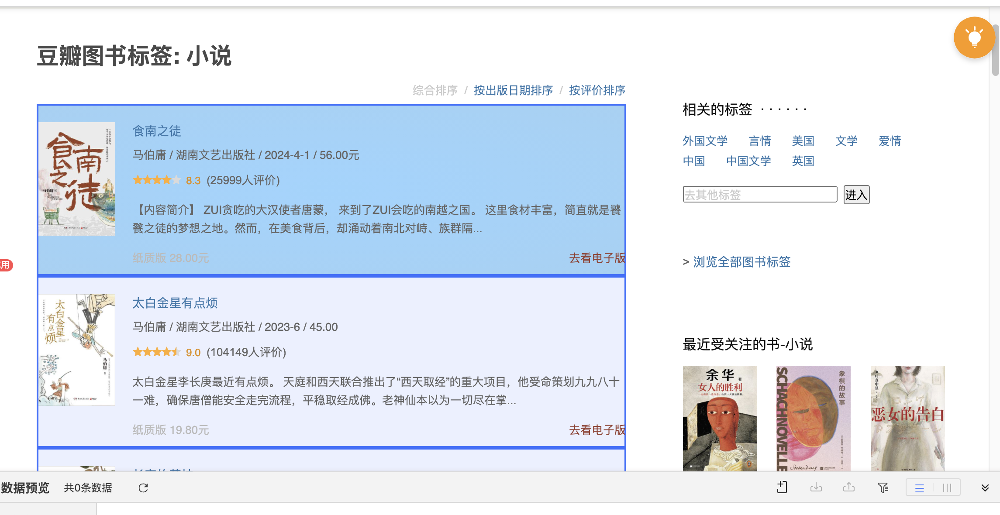 豆瓣图书标签: 小说
综合排序 / 按出版日期排序 / 按评价排序
食南之徒
马伯庸 / 湖南文艺出版社 / 2024-4-1 / 56.00元
8.3 (25999人评价)
【内容简介】 ZUI贪吃的大汉使者唐蒙， 来到了ZUI会吃的南越之国。 这里食材丰富，简直就是饕
餮之徒的梦想之地。然而，在美食背后，却涌动着南北对峙、族群隔...
纸质版 28.00元
去看电子版
食南之徒
马伯庸
用
太白金星有点烦
马伯庸 / 湖南文艺出版社 / 2023-6 / 45.00
9.0 (104149人评价)
太白金星李长庚最近有点烦。 天庭和西天联合推出了“西天取经”的重大项目，他受命策划九九八十
一难，确保唐僧能安全走完流程，平稳取经成佛。老神仙本以为一切尽在掌...
纸质版 19.80元
去看电子版
太白金星
有点烦
马伯庸 著
相关的标签 · · · · · ·
外国文学 言情 美国 文学 爱情
中国 中国文学 英国
去其他标签 进入
> 浏览全部图书标签
最近受关注的书-小说
余华 著
女人的胜利
SCHACHNOVELLE
象棋的故事
恶女的告白
数据预览 共0条数据